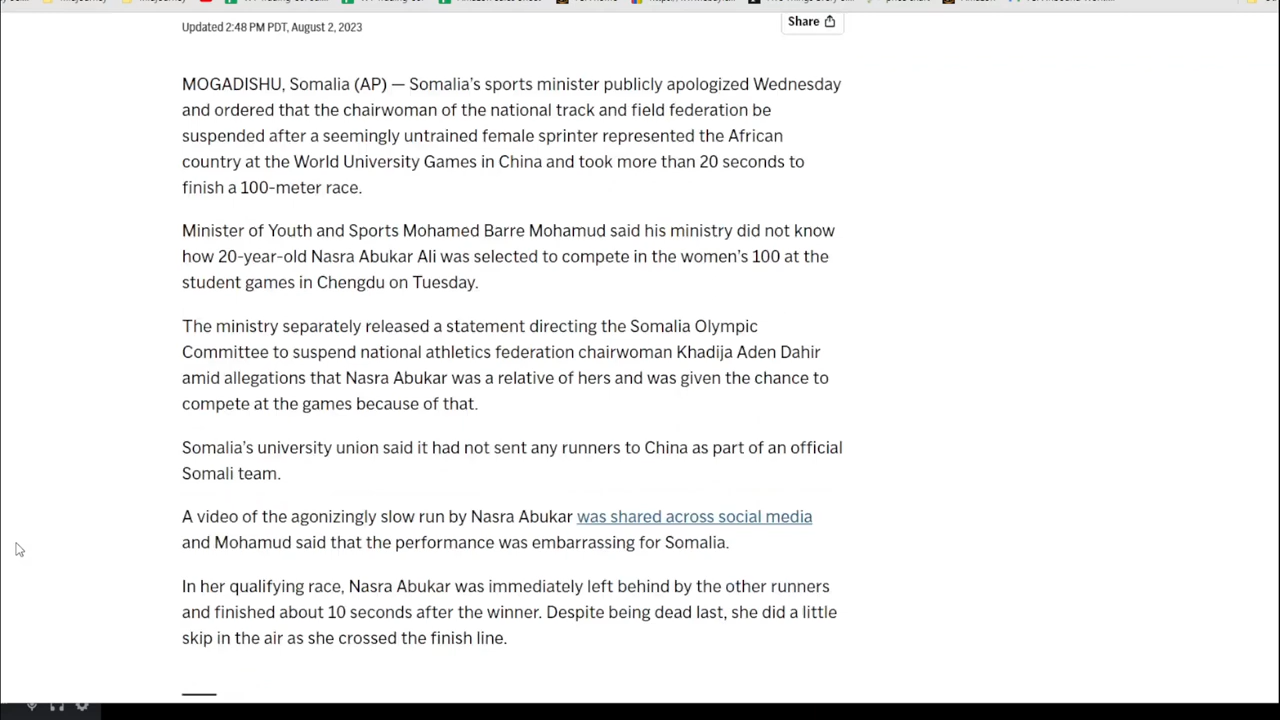 Updated 2:48 PM PDT, August 2, 2023
Share
MOGADISHU, Somalia (AP) — Somalia’s sports minister publicly apologized Wednesday
and ordered that the chairwoman of the national track and field federation be
suspended after a seemingly untrained female sprinter represented the African
country at the World University Games in China and took more than 20 seconds to
finish a 100-meter race.
Minister of Youth and Sports Mohamed Barre Mohamud said his ministry did not know
how 20-year-old Nasra Abukar Ali was selected to compete in the women’s 100 at the
student games in Chengdu on Tuesday.
The ministry separately released a statement directing the Somalia Olympic
Committee to suspend national athletics federation chairwoman Khadija Aden Dahir
amid allegations that Nasra Abukar was a relative of hers and was given the chance to
compete at the games because of that.
Somalia’s university union said it had not sent any runners to China as part of an official
Somali team.
A video of the agonizingly slow run by Nasra Abukar was shared across social media
and Mohamud said that the performance was embarrassing for Somalia.
In her qualifying race, Nasra Abukar was immediately left behind by the other runners
and finished about 10 seconds after the winner. Despite being dead last, she did a little
skip in the air as she crossed the finish line.